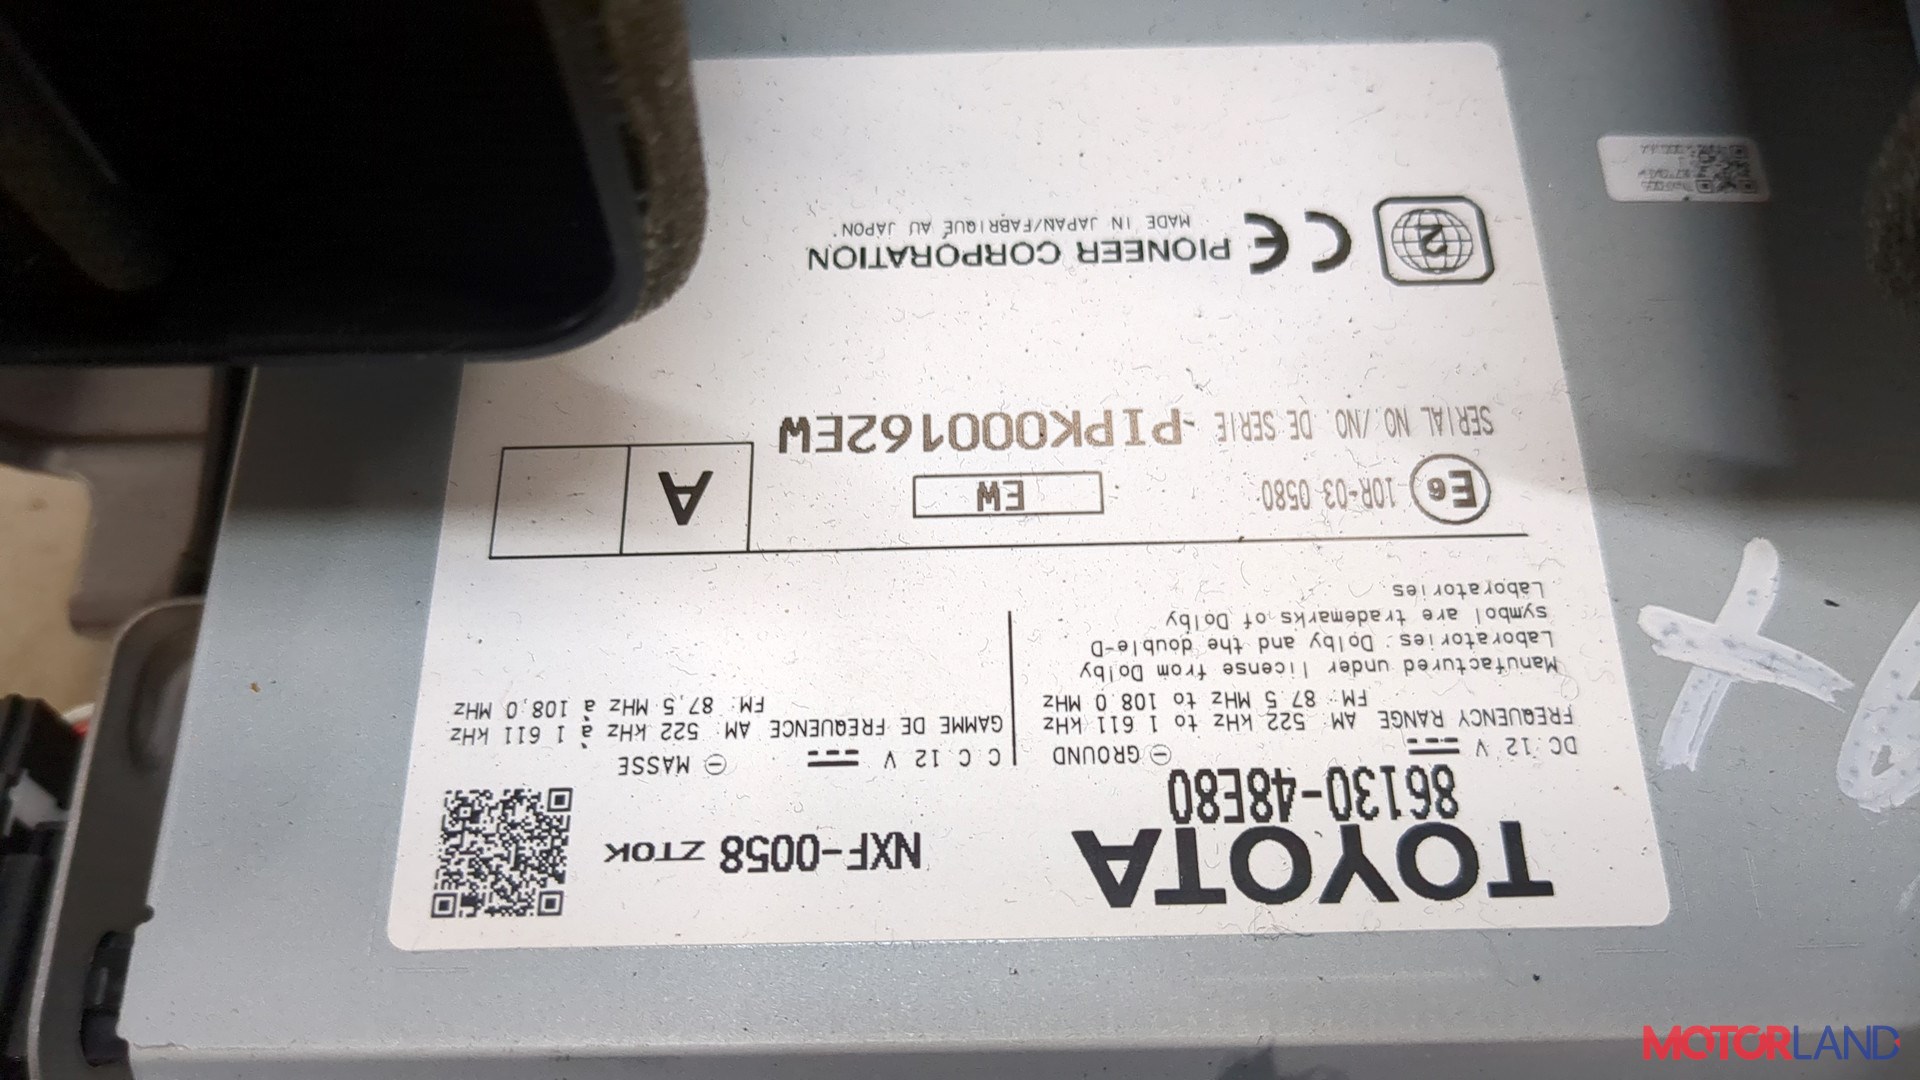 TOYOTA
NXF-0058 ZTOK
86130-48E80
DC 12 V
GROUND
C.C 12 V
MASSE
FREQUENCY RANGE AM: 522 kHz to 1 611 kHz
FM: 87.5 MHz to 108.0 MHz
GAMME DE FREQUENCE AM: 522 kHz à 1 611 kHz
FM: 87,5 MHz à 108,0 MHz
Manufactured under license from Dolby
Laboratories. Dolby and the double-D
symbol are trademarks of Dolby
Laboratories
E6
10R-03 0580
EW
A
SERIAL NO./NO. DE SERIE
PIPK000162EW
2
CE
PIONEER CORPORATION
MADE IN JAPAN/FABRIQUÉ AU JAPON
MOTORLAND